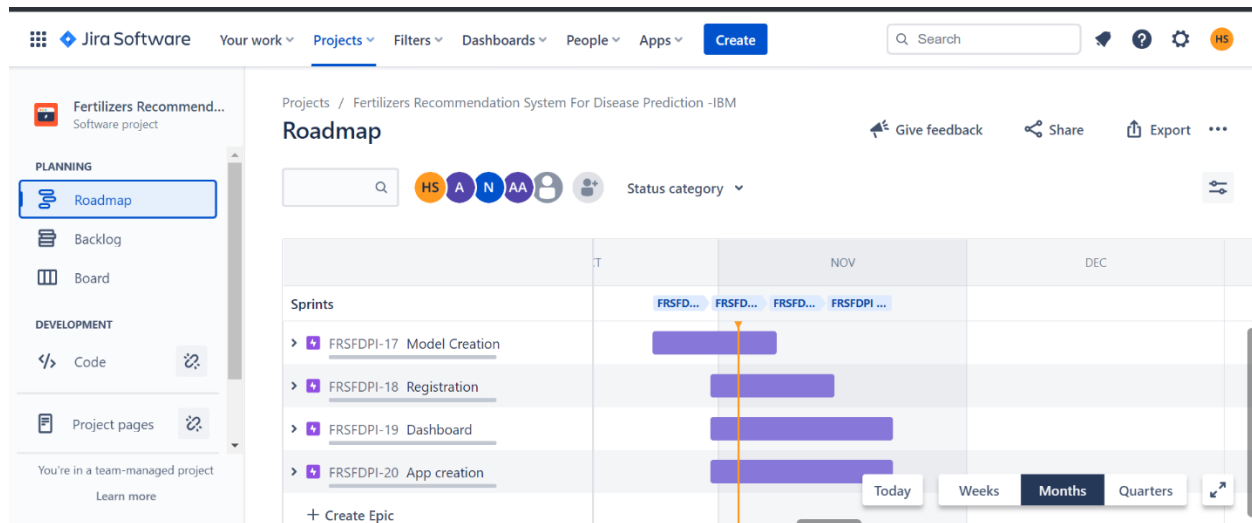 Jira Software Your work Projects Filters Dashboards People Apps Create Search HS
Fertilizers Recommend...
Software project
PLANNING
Roadmap
Backlog
Board
DEVELOPMENT
Code
Project pages
You're in a team-managed project
Learn more
Projects / Fertilizers Recommendation System For Disease Prediction -IBM
Roadmap
Give feedback Share Export
HS A N AA Status category
T NOV DEC
Sprints FRSFD... FRSFD... FRSFD... FRSFDPI ...
FRSFDPI-17 Model Creation
FRSFDPI-18 Registration
FRSFDPI-19 Dashboard
FRSFDPI-20 App creation
+ Create Epic
Today Weeks Months Quarters